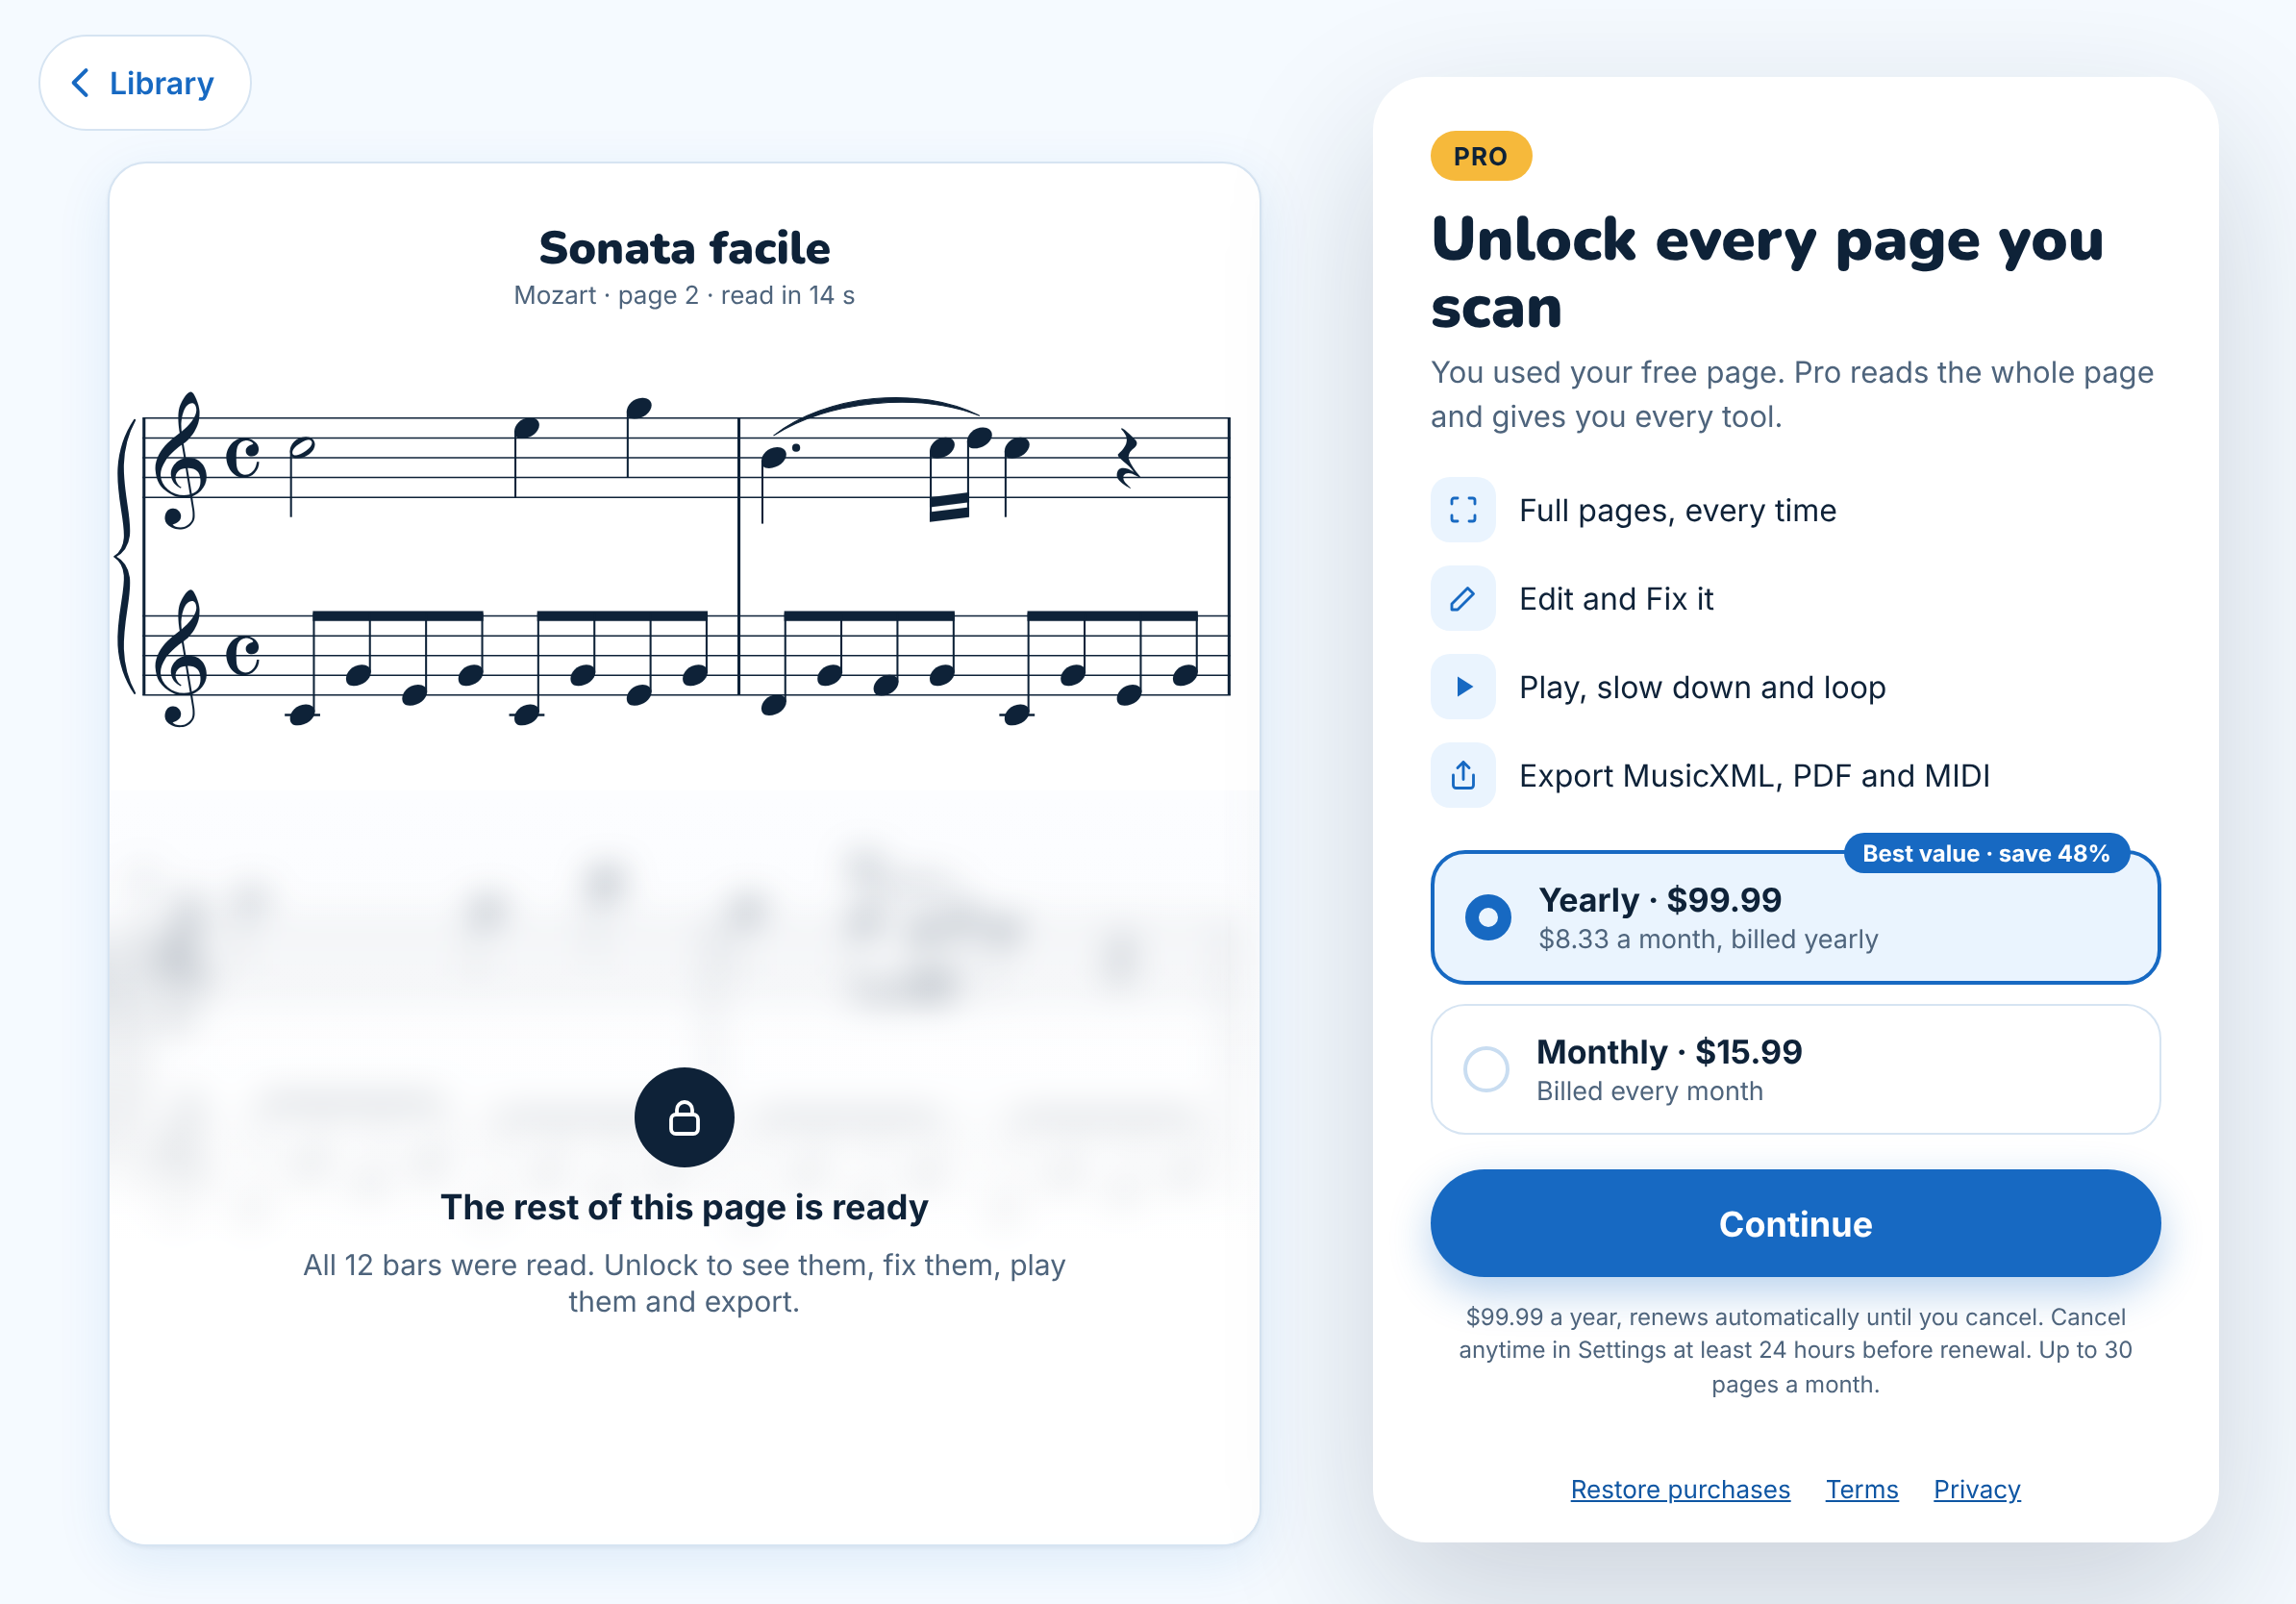 Library
Sonata facile
Mozart · page 2 · read in 14 s
The rest of this page is ready
All 12 bars were read. Unlock to see them, fix them, play
them and export.
PRO
Unlock every page you
scan
You used your free page. Pro reads the whole page
and gives you every tool.
Full pages, every time
Edit and Fix it
Play, slow down and loop
Export MusicXML, PDF and MIDI
Best value · save 48%
Yearly · $99.99
$8.33 a month, billed yearly
Monthly · $15.99
Billed every month
Continue
$99.99 a year, renews automatically until you cancel. Cancel
anytime in Settings at least 24 hours before renewal. Up to 30
pages a month.
Restore purchases Terms Privacy